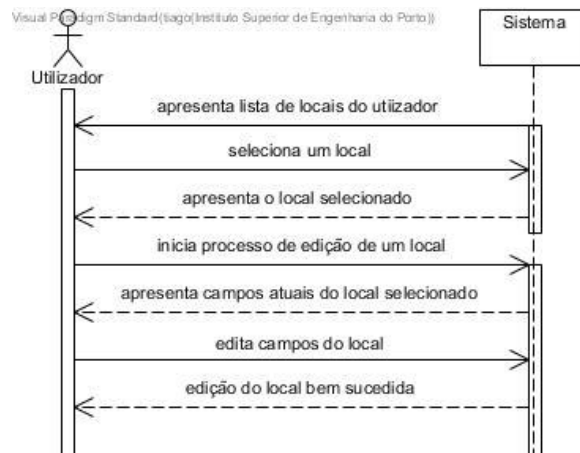 Visual Paradigm Standard(tiago(Instituto Superior de Engenharia do Porto))
Sistema
Utilizador
apresenta lista de locais do utiizador
seleciona um local
apresenta o local selecionado
inicia processo de edição de um local
apresenta campos atuais do local selecionado
edita campos do local
edição do local bem sucedida